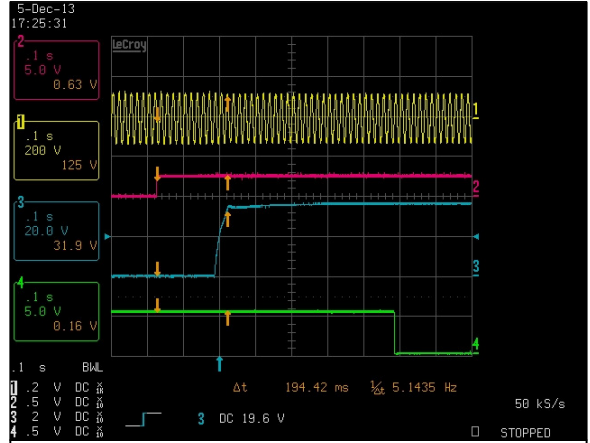 5-Dec-13
17:25:31
LeCroy
2
.1 s
5.0 V
0.63 V
1
.1 s
200 V
125 V
3
.1 s
20.0 V
31.9 V
4
.1 s
5.0 V
0.16 V
1
2
3
4
.1 s BWL
1 .2 V DC
2 .5 V DC X10
3 2 V DC X10
4 .5 V DC X10
Δt 194.42 ms 1/Δt 5.1435 Hz
3 DC 19.6 V
50 kS/s
STOPPED